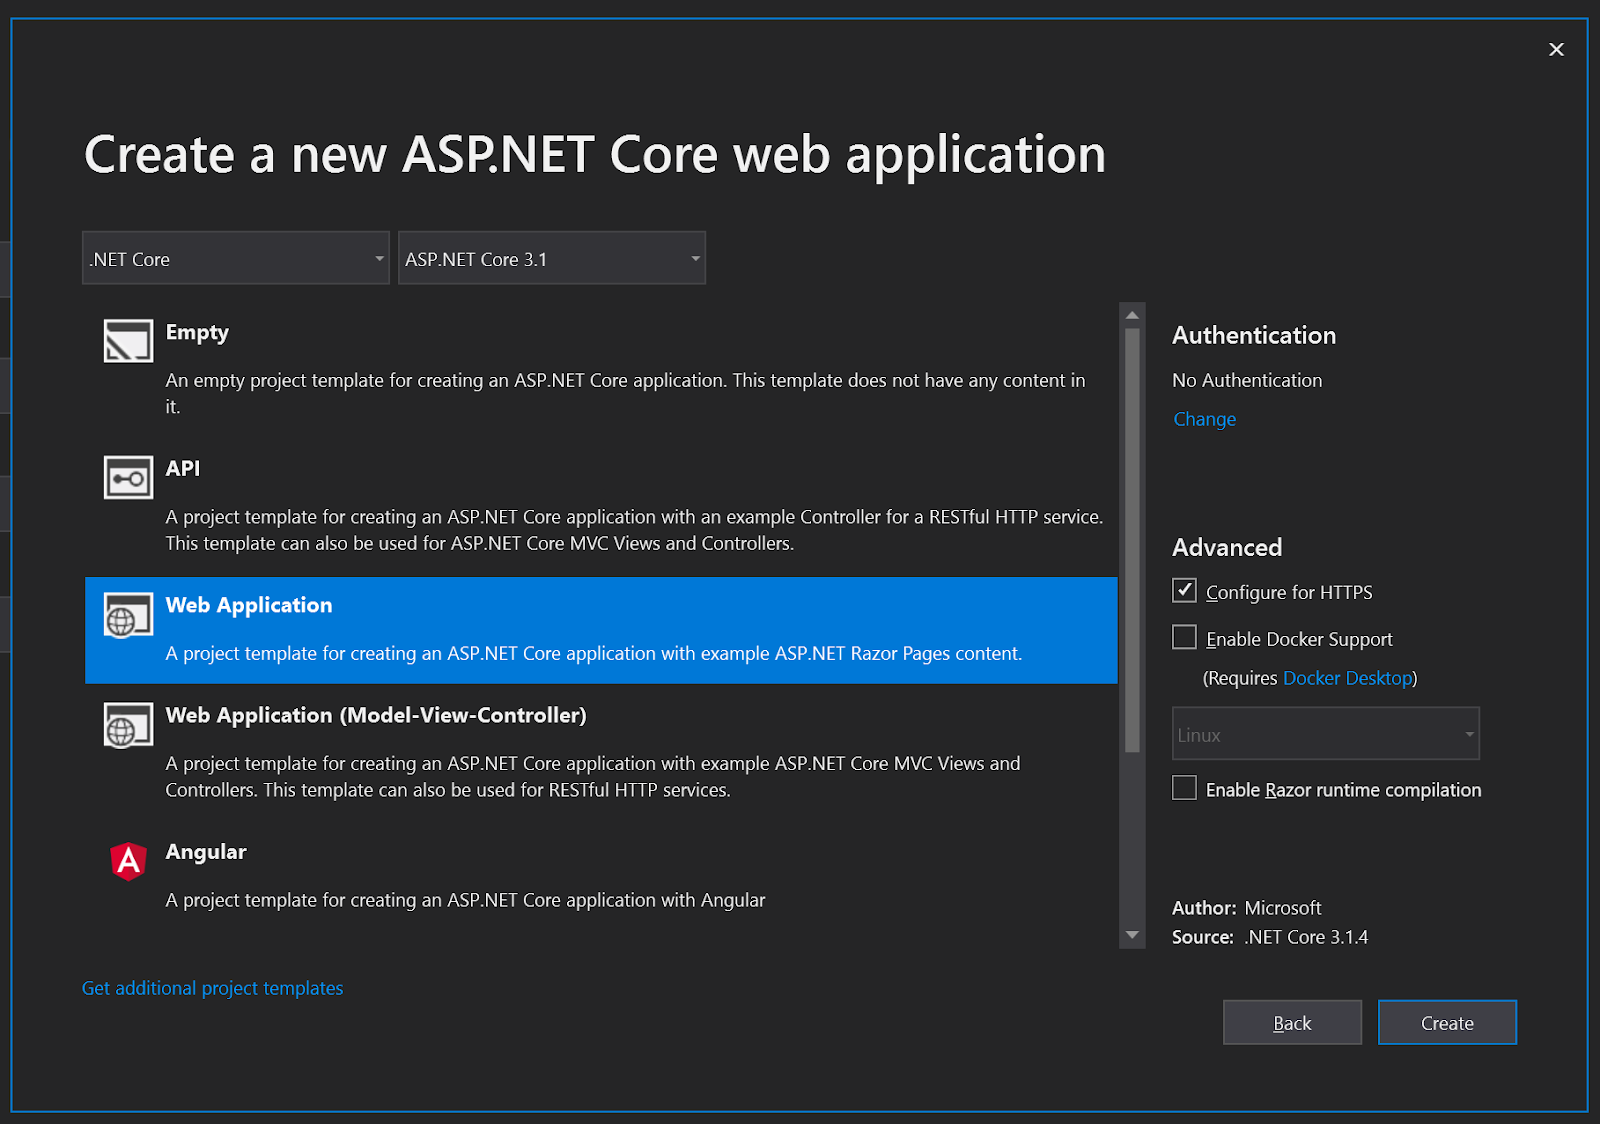 Create a new ASP.NET Core web application
.NET Core
ASP.NET Core 3.1
Empty
An empty project template for creating an ASP.NET Core application. This template does not have any content in
it.
API
A project template for creating an ASP.NET Core application with an example Controller for a RESTful HTTP service.
This template can also be used for ASP.NET Core MVC Views and Controllers.
Web Application
A project template for creating an ASP.NET Core application with example ASP.NET Razor Pages content.
Web Application (Model-View-Controller)
A project template for creating an ASP.NET Core application with example ASP.NET Core MVC Views and
Controllers. This template can also be used for RESTful HTTP services.
A
Angular
A project template for creating an ASP.NET Core application with Angular
Get additional project templates
Authentication
No Authentication
Change
Advanced
Configure for HTTPS
Enable Docker Support
(Requires Docker Desktop)
Linux
Enable Razor runtime compilation
Author: Microsoft
Source: .NET Core 3.1.4
Back
Create